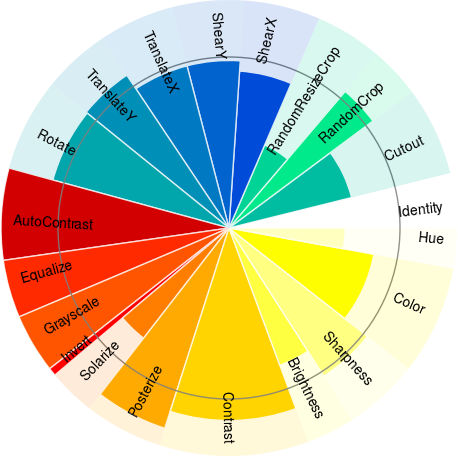 ShearY
ShearX
TranslateX
TranslateY
RandomResizeCrop
RandomCrop
Rotate
Cutout
AutoContrast
Identity
Hue
Equalize
Color
Grayscale
Invert
Solarize
Sharpness
Posterize
Brightness
Contrast